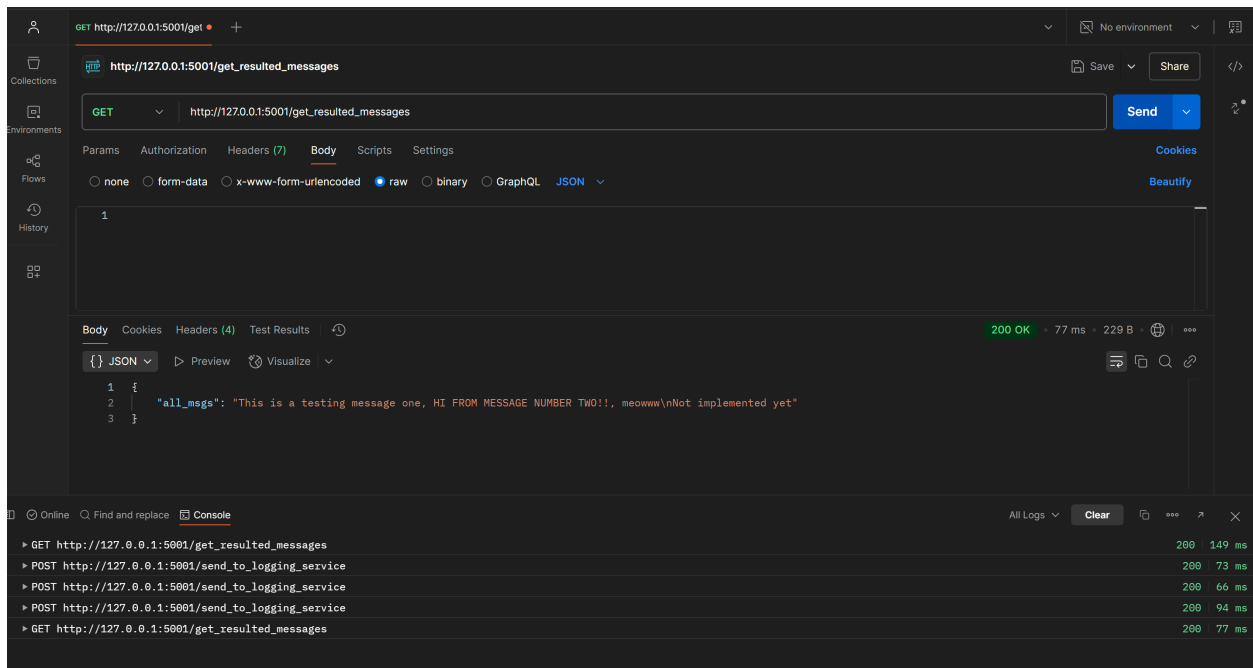 GET http://127.0.0.1:5001/get
No environment
Collections
Environments
Flows
History
HTTP http://127.0.0.1:5001/get_resulted_messages
Save
Share
GET http://127.0.0.1:5001/get_resulted_messages
Send
Params Authorization Headers (7) Body Scripts Settings
Cookies
none form-data x-www-form-urlencoded raw binary GraphQL JSON
Beautify
1
Body Cookies Headers (4) Test Results
200 OK 77 ms 229 B
{} JSON Preview Visualize
1 {
2 "all_msgs": "This is a testing message one, HI FROM MESSAGE NUMBER TWO!!, meowww\nNot implemented yet"
3 }
Online Find and replace Console
All Logs Clear
GET http://127.0.0.1:5001/get_resulted_messages 200 149 ms
POST http://127.0.0.1:5001/send_to_logging_service 200 73 ms
POST http://127.0.0.1:5001/send_to_logging_service 200 66 ms
POST http://127.0.0.1:5001/send_to_logging_service 200 94 ms
GET http://127.0.0.1:5001/get_resulted_messages 200 77 ms